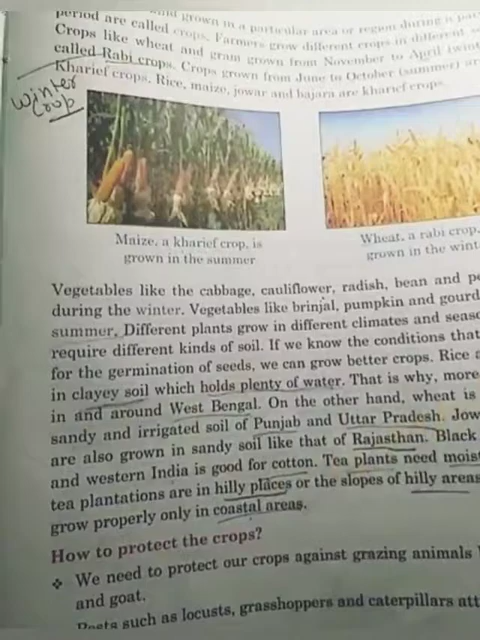 grown in a particular area or region during a
period are called crops. Farmers grow different crops in different
Crops like wheat and gram grown from November to April
called Rabi crops. Crops grown from June to October (summer)
Kharief crops. Rice, maize, jowar and bajara are kharief crops.
winter
crop
Maize, a kharief crop, is
grown in the summer
Wheat, a rabi crop,
grown in the
Vegetables like the cabbage, cauliflower, radish, bean and
during the winter. Vegetables like brinjal, pumpkin and gourd
summer. Different plants grow in different climates and
require different kinds of soil. If we know the conditions that
for the germination of seeds, we can grow better crops. Rice
in clayey soil which holds plenty of water. That is why, more
in and around West Bengal. On the other hand, wheat is
sandy and irrigated soil of Punjab and Uttar Pradesh.
are also grown in sandy soil like that of Rajasthan. Black
and western India is good for cotton. Tea plants need
tea plantations are in hilly places or the slopes of hilly areas
grow properly only in coastal areas.
How to protect the crops?
❖ We need to protect our crops against grazing animals
and goat.
Pests such as locusts, grasshoppers and caterpillars